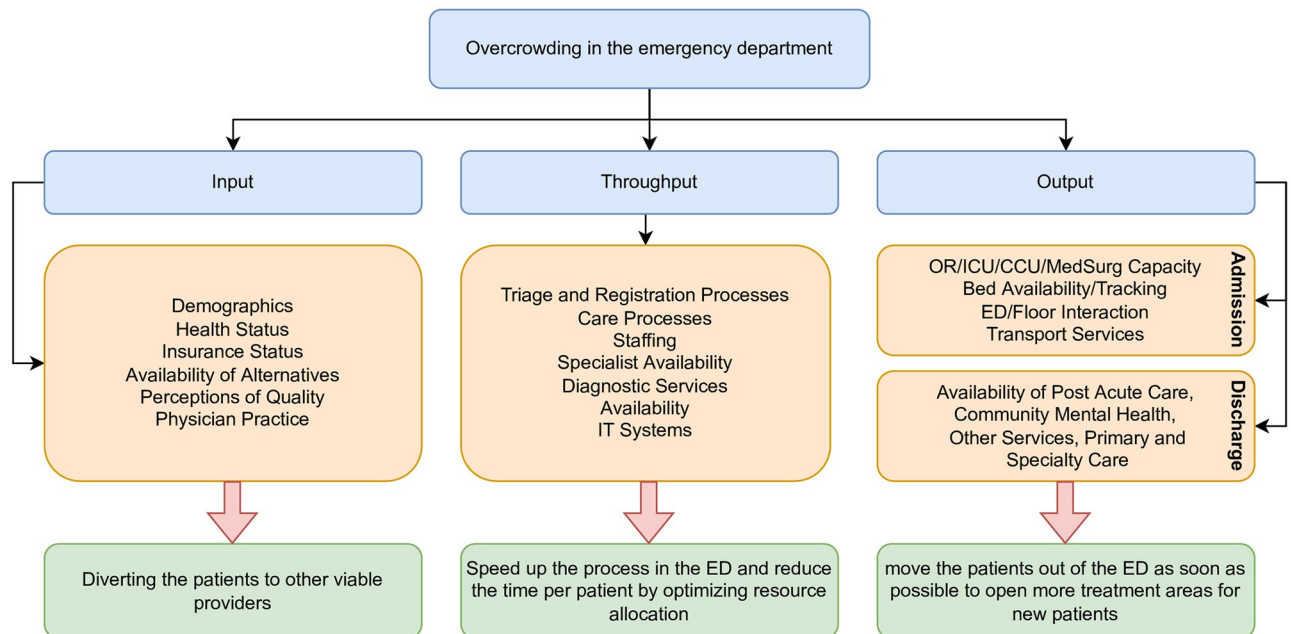 Overcrowding in the emergency department
Input
Throughput
Output
Demographics
Health Status
Insurance Status
Availability of Alternatives
Perceptions of Quality
Physician Practice
Triage and Registration Processes
Care Processes
Staffing
Specialist Availability
Diagnostic Services
Availability
IT Systems
OR/ICU/CCU/MedSurg Capacity
Bed Availability/Tracking
ED/Floor Interaction
Transport Services
Admission
Availability of Post Acute Care,
Community Mental Health,
Other Services, Primary and
Specialty Care
Discharge
Diverting the patients to other viable
providers
Speed up the process in the ED and reduce
the time per patient by optimizing resource
allocation
move the patients out of the ED as soon as
possible to open more treatment areas for
new patients